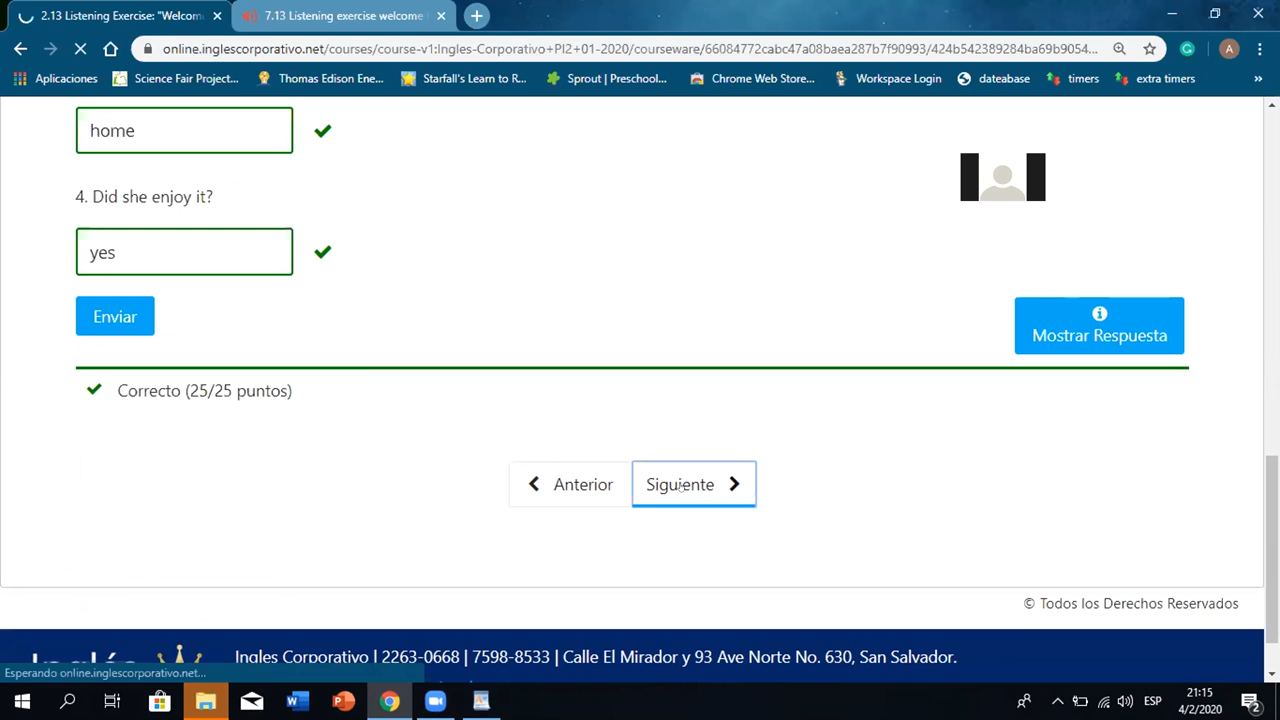 2.13 Listening Exercise: "Welcom
7.13 Listening exercise welcome
online.inglescorporativo.net/courses/course-v1:Ingles-Corporativo+PI2+01-2020/courseware/66084772cabc47a08baea287b7f90993/424b542389284ba69b9054...
A
Aplicaciones
Science Fair Project...
Thomas Edison Ene...
Starfall's Learn to R...
Sprout | Preschool...
Chrome Web Store...
Workspace Login
dateabase
timers
extra timers
»
home
4. Did she enjoy it?
yes
Enviar
Mostrar Respuesta
Correcto (25/25 puntos)
Anterior
Siguiente
© Todos los Derechos Reservados
Ingles Corporativo | 2263-0668 | 7598-8533 | Calle El Mirador y 93 Ave Norte No. 630, San Salvador.
Esperando online.inglescorporativo.net...
ESP
21:15
4/2/2020
2